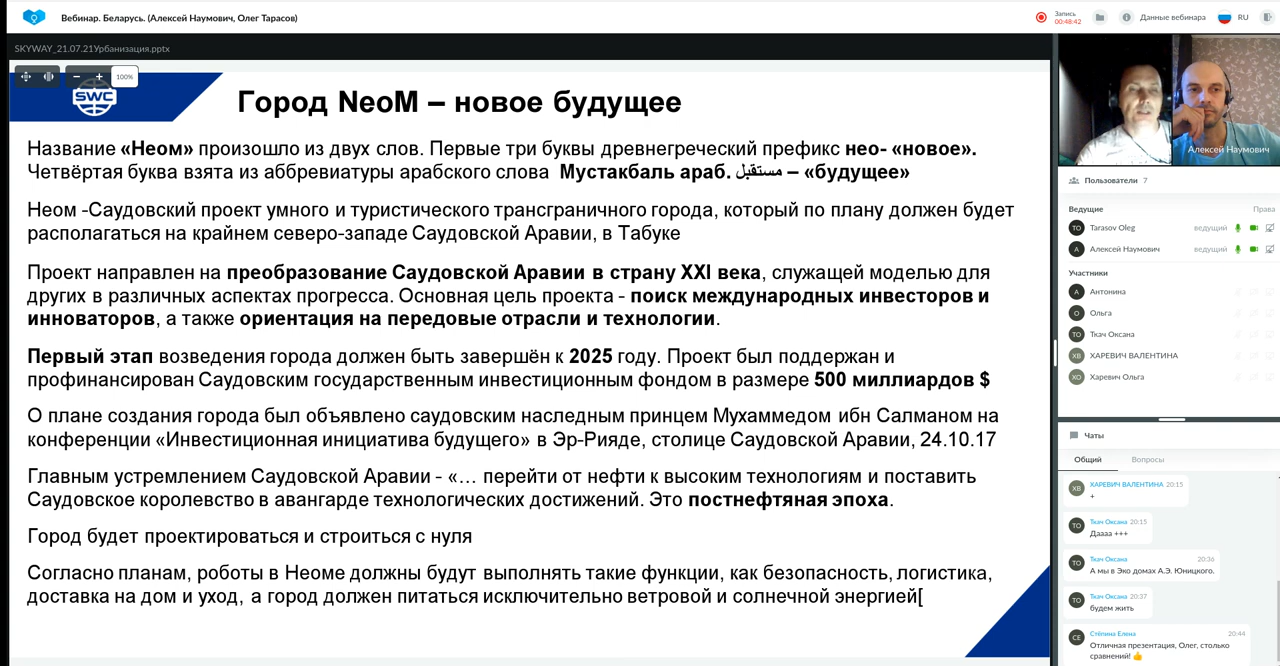 Вебинар. Беларусь. (Алексей Наумович, Олег Тарасов)
Запись
00:48:42
Данные вебинара
RU
SKYWAY_21.07.21Урбанизация.pptx
100%
SWC
Город NeoM – новое будущее
Название «Неом» произошло из двух слов. Первые три буквы древнегреческий префикс нео- «новое».
Четвёртая буква взята из аббревиатуры арабского слова Мустакбаль араб. مستقبل – «будущее»
Неом -Саудовский проект умного и туристического трансграничного города, который по плану должен будет
располагаться на крайнем северо-западе Саудовской Аравии, в Табуке
Проект направлен на преобразование Саудовской Аравии в страну XXI века, служащей моделью для
других в различных аспектах прогресса. Основная цель проекта - поиск международных инвесторов и
инноваторов, а также ориентация на передовые отрасли и технологии.
Первый этап возведения города должен быть завершён к 2025 году. Проект был поддержан и
профинансирован Саудовским государственным инвестиционным фондом в размере 500 миллиардов $
О плане создания города был объявлено саудовским наследным принцем Мухаммедом ибн Салманом на
конференции «Инвестиционная инициатива будущего» в Эр-Рияде, столице Саудовской Аравии, 24.10.17
Главным устремлением Саудовской Аравии - «… перейти от нефти к высоким технологиям и поставить
Саудовское королевство в авангарде технологических достижений. Это постнефтяная эпоха.
Город будет проектироваться и строиться с нуля
Согласно планам, роботы в Неоме должны будут выполнять такие функции, как безопасность, логистика,
доставка на дом и уход, а город должен питаться исключительно ветровой и солнечной энергией[
Алексей Наумович
Пользователи 7
Ведущие Права
TO Tarasov Oleg ведущий
А Алексей Наумович ведущий
Участники
А Антонина
О Ольга
ТО Ткач Оксана
ХВ ХАРЕВИЧ ВАЛЕНТИНА
ХО Харевич Ольга
Чаты
Общий Вопросы
ХВ ХАРЕВИЧ ВАЛЕНТИНА 20:15
+
ТО Ткач Оксана 20:15
Даааа +++
ТО Ткач Оксана 20:36
А мы в Эко домах А.Э. Юницкого.
ТО Ткач Оксана 20:37
будем жить
СЕ Стёпина Елена 20:44
Отличная презентация, Олег, столько
сравнений! 👍